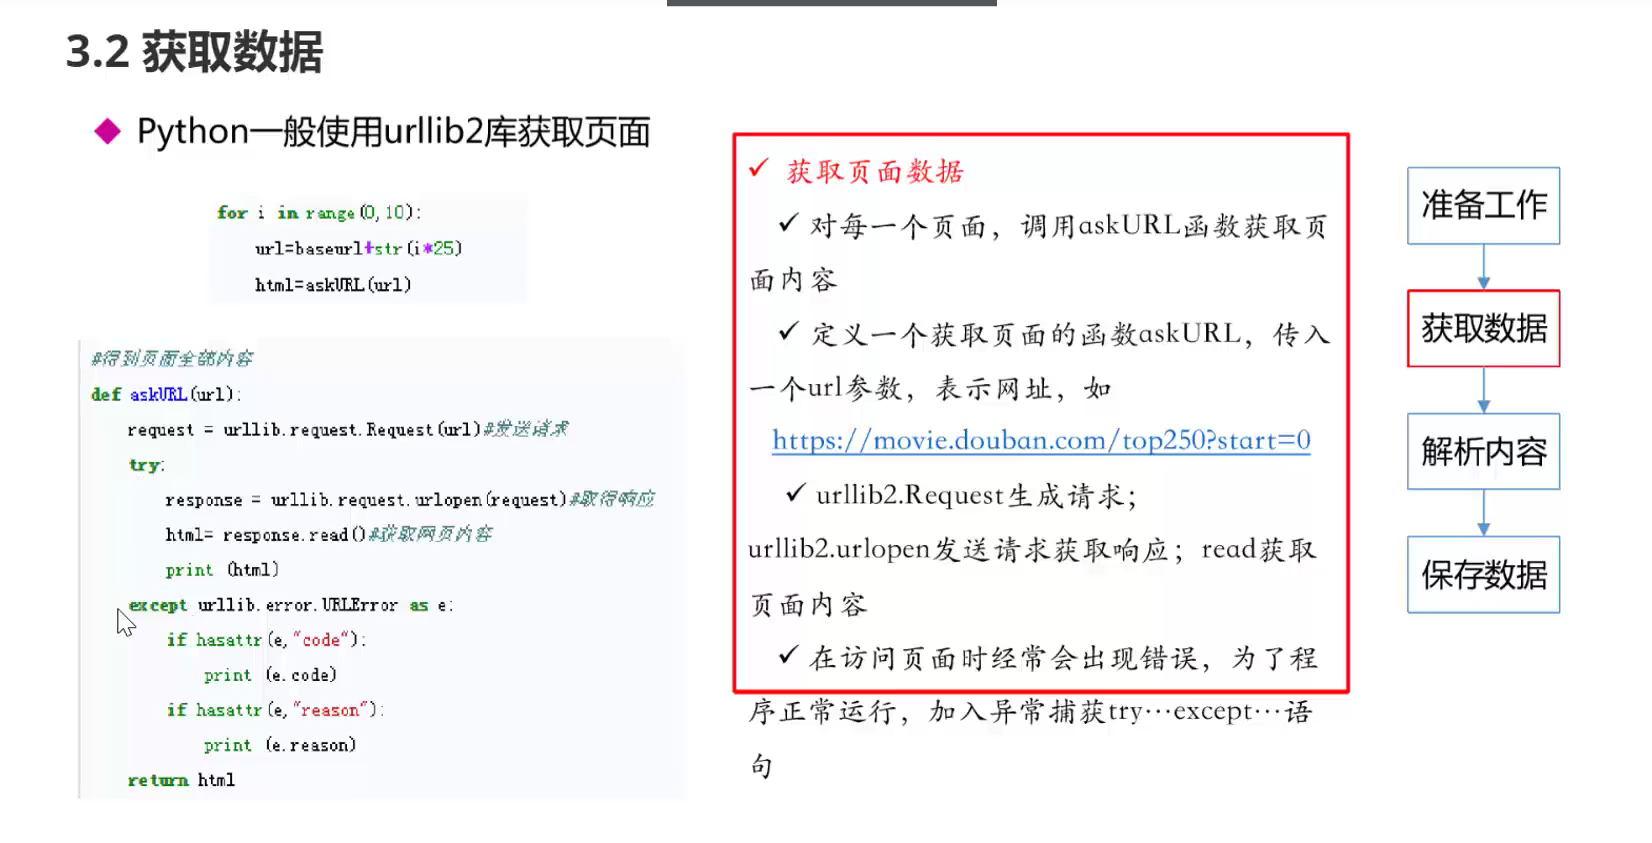 3.2 获取数据
Python一般使用urllib2库获取页面
for i in range(0,10):
url=baseurl+str(i*25)
html=askURL(url)
#得到页面全部内容
def askURL(url):
request = urllib.request.Request(url)#发送请求
try:
response = urllib.request.urlopen(request)#取得响应
html= response.read()#获取网页内容
print (html)
except urllib.error.URLError as e:
if hasattr(e,"code"):
print (e.code)
if hasattr(e,"reason"):
print (e.reason)
return html
✓ 获取页面数据
✓ 对每一个页面，调用askURL函数获取页
面内容
✓ 定义一个获取页面的函数askURL，传入
一个url参数，表示网址，如
https://movie.douban.com/top250?start=0
✓ urllib2.Request生成请求；
urllib2.urlopen发送请求获取响应；read获取
页面内容
✓ 在访问页面时经常会出现错误，为了程
序正常运行，加入异常捕获try…except…语
句
准备工作
获取数据
解析内容
保存数据